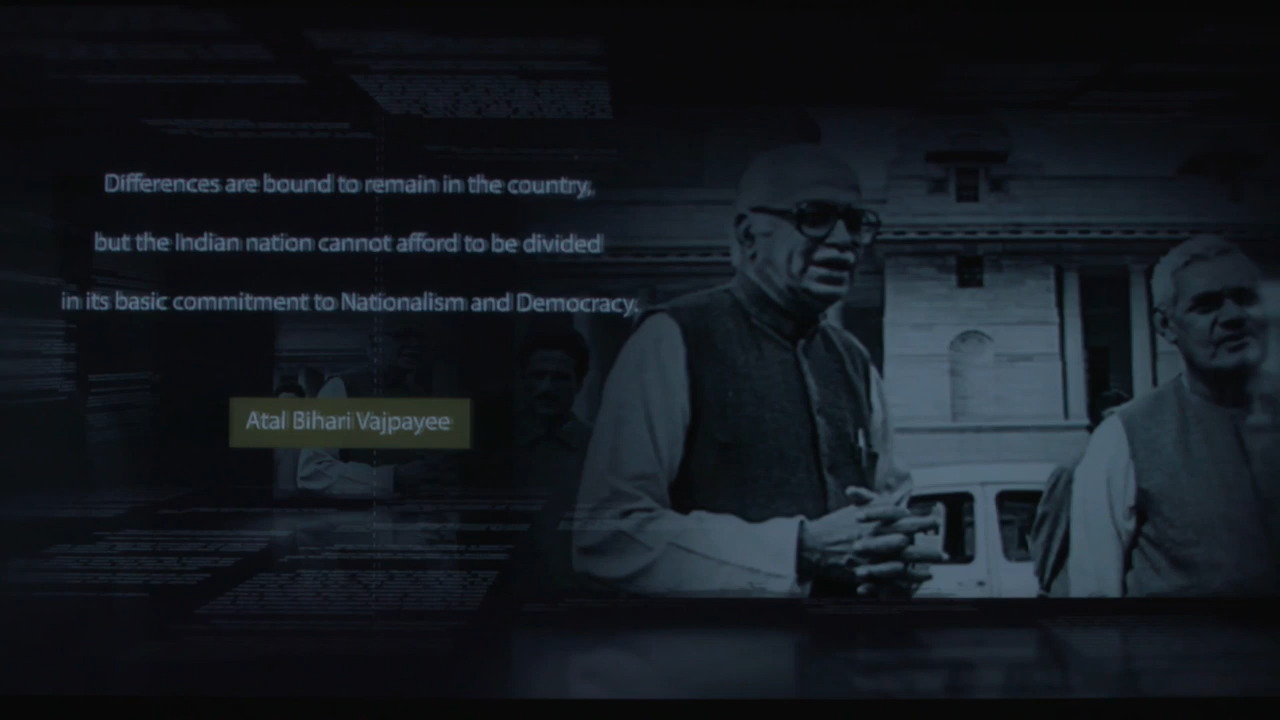 Differences are bound to remain in the country,
but the Indian nation cannot afford to be divided
in its basic commitment to Nationalism and Democracy.
Atal Bihari Vajpayee